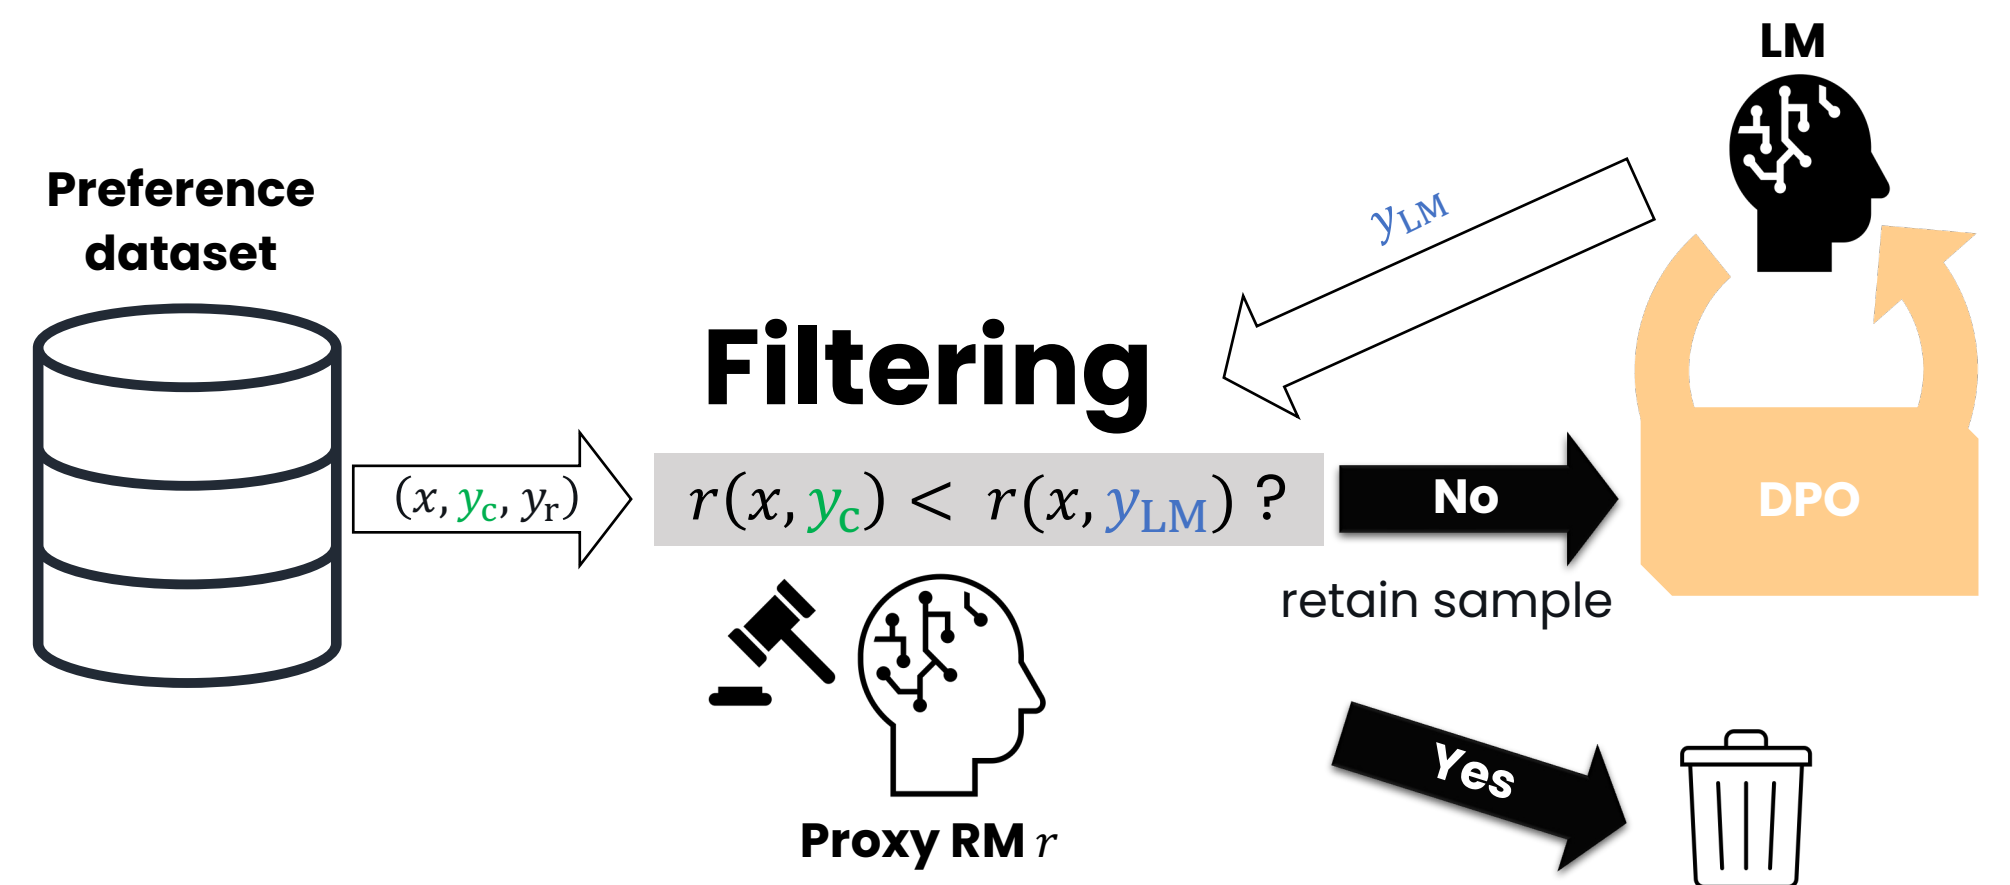 LM
Preference
dataset
y_LM
Filtering
(x, y_c, y_r)
r(x, y_c) < r(x, y_LM) ?
No
DPO
retain sample
Yes
Proxy RM r